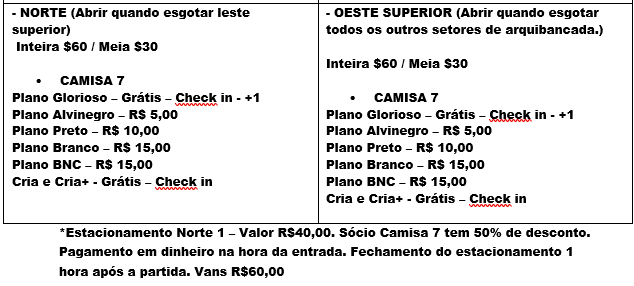 - NORTE (Abrir quando esgotar leste
superior)
Inteira $60 / Meia $30
• CAMISA 7
Plano Glorioso – Grátis – Check in - +1
Plano Alvinegro – R$ 5,00
Plano Preto – R$ 10,00
Plano Branco – R$ 15,00
Plano BNC – R$ 15,00
Cria e Cria+ - Grátis – Check in
- OESTE SUPERIOR (Abrir quando esgotar
todos os outros setores de arquibancada.)
Inteira $60 / Meia $30
• CAMISA 7
Plano Glorioso – Grátis – Check in - +1
Plano Alvinegro – R$ 5,00
Plano Preto – R$ 10,00
Plano Branco – R$ 15,00
Plano BNC – R$ 15,00
Cria e Cria+ - Grátis – Check in
*Estacionamento Norte 1 – Valor R$40,00. Sócio Camisa 7 tem 50% de desconto.
Pagamento em dinheiro na hora da entrada. Fechamento do estacionamento 1
hora após a partida. Vans R$60,00